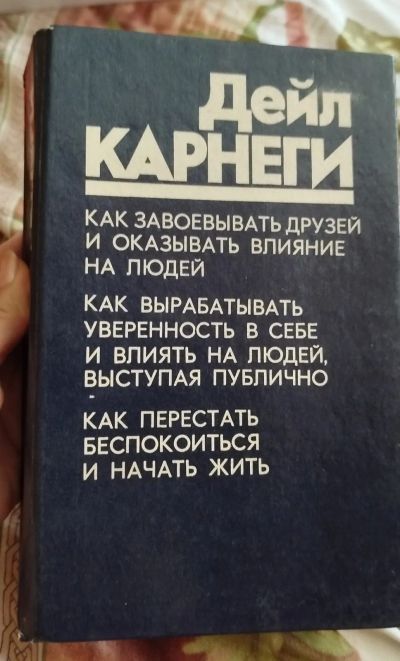 Дейл
КАРНЕГИ
КАК ЗАВОЕВЫВАТЬ ДРУЗЕЙ
И ОКАЗЫВАТЬ ВЛИЯНИЕ
НА ЛЮДЕЙ
КАК ВЫРАБАТЫВАТЬ
УВЕРЕННОСТЬ В СЕБЕ
И ВЛИЯТЬ НА ЛЮДЕЙ,
ВЫСТУПАЯ ПУБЛИЧНО
КАК ПЕРЕСТАТЬ
БЕСПОКОИТЬСЯ
И НАЧАТЬ ЖИТЬ